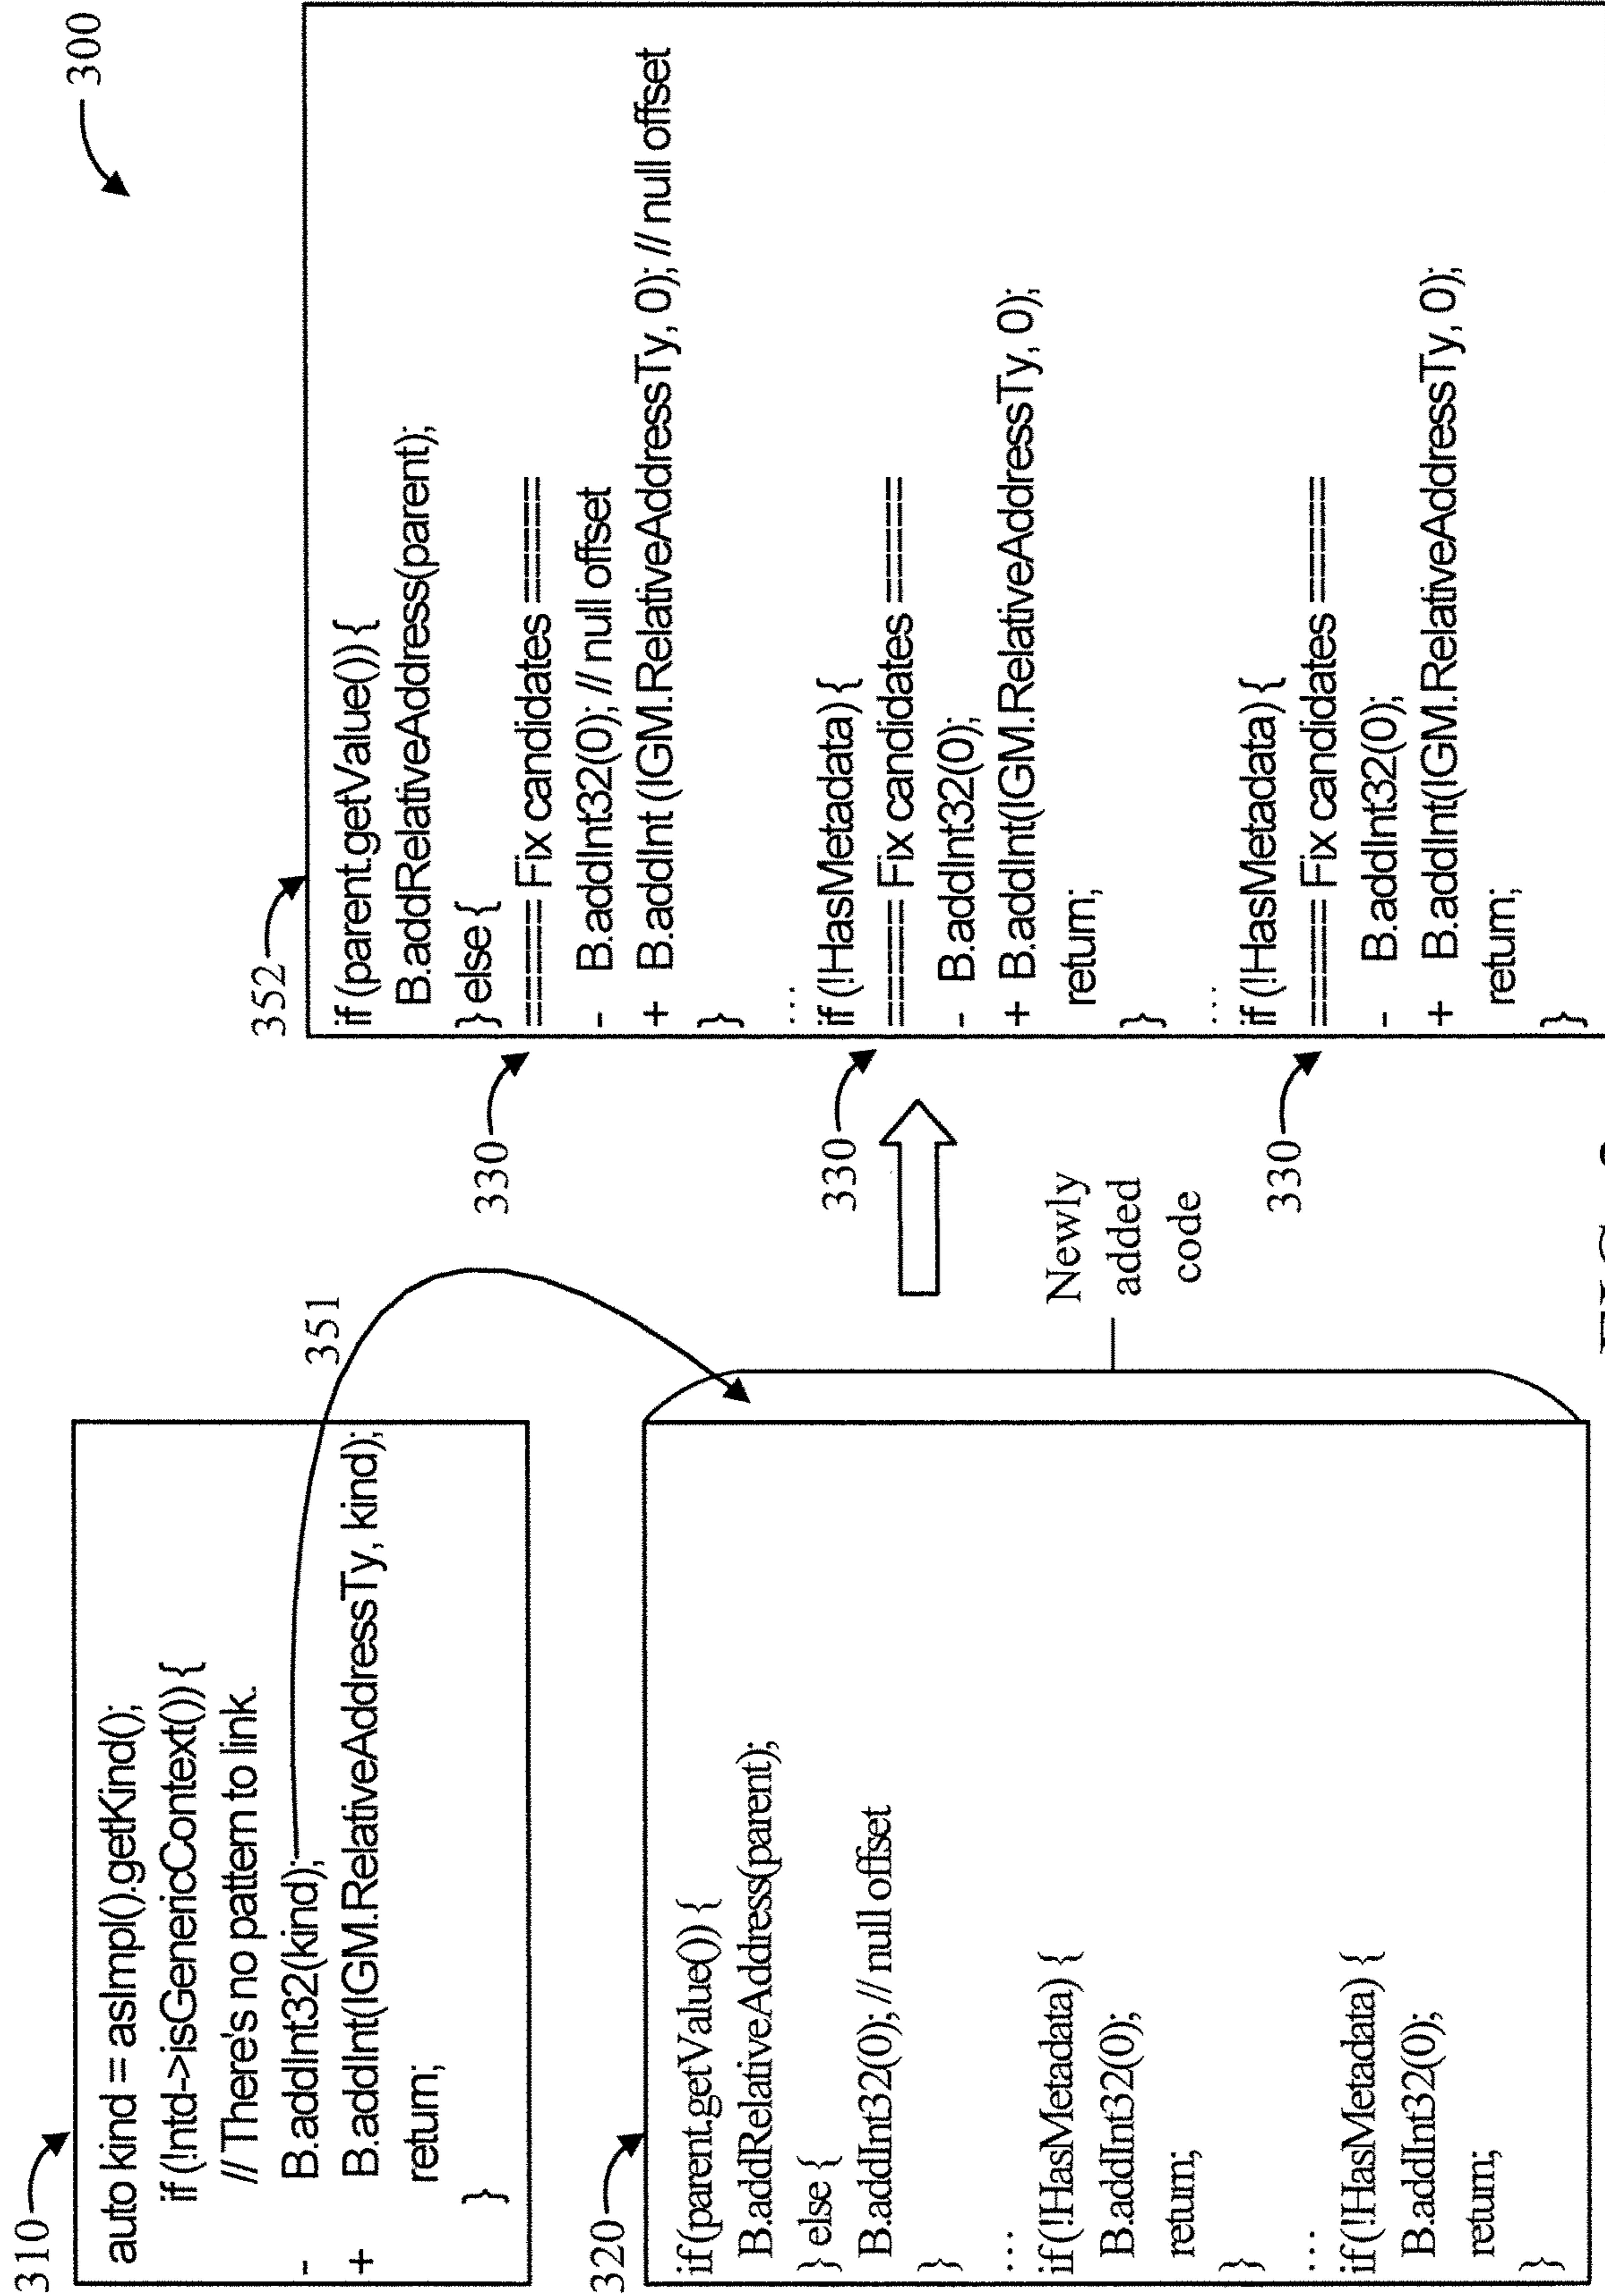 300
310
auto kind = asImpl().getKind();
if (!ntd->isGenericContext()) {
// There's no pattern to link.
- B.addInt32(kind);
+ B.addInt(IGM.RelativeAddressTy, kind);
return;
}
351
320
if (parent.getValue()) {
B.addRelativeAddress(parent);
} else {
B.addInt32(0); // null offset
}
...
if (!HasMetadata) {
B.addInt32(0);
return;
}
...
if (!HasMetadata) {
B.addInt32(0);
return;
}
Newly
added
code
352
if (parent.getValue()) {
B.addRelativeAddress(parent);
} else {
===== Fix candidates ======
- B.addInt32(0); // null offset
+ B.addInt (IGM.RelativeAddressTy, 0); // null offset
}
...
if (!HasMetadata) {
===== Fix candidates ======
- B.addInt32(0);
+ B.addInt(IGM.RelativeAddressTy, 0);
return;
}
...
if (!HasMetadata) {
===== Fix candidates ======
- B.addInt32(0);
+ B.addInt(IGM.RelativeAddressTy, 0);
return;
}
330
330
330